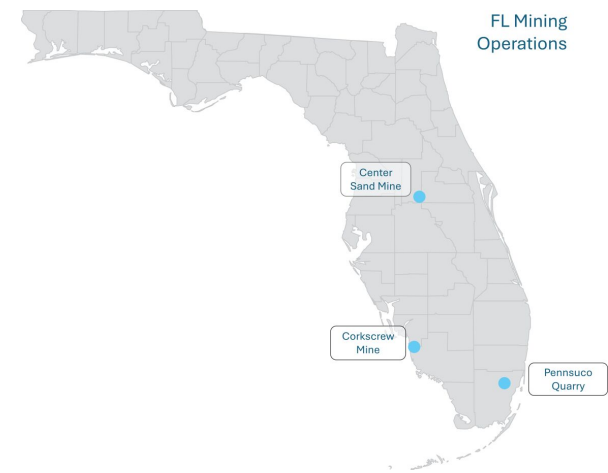 FL Mining
Operations
Center
Sand Mine
Corkscrew
Mine
Pennsuco
Quarry